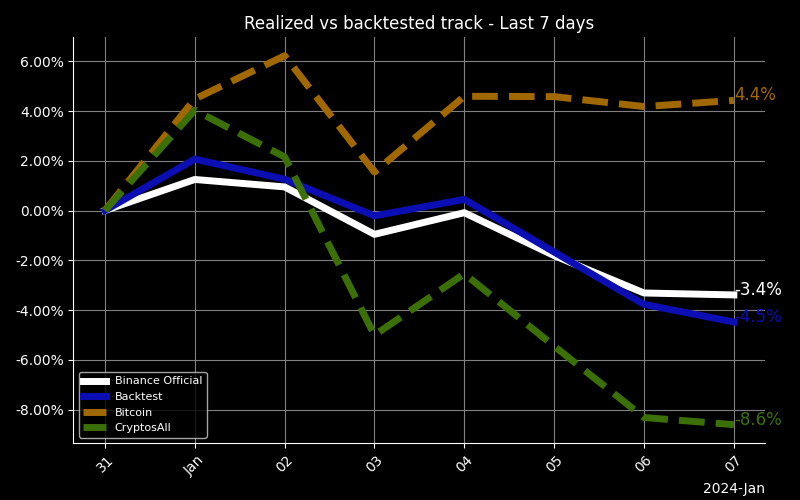 Realized vs backtested track - Last 7 days
6.00%
4.00%
2.00%
0.00%
-2.00%
-4.00%
-6.00%
-8.00%
4.4%
-3.4%
-4.5%
-8.6%
Binance Official
Backtest
Bitcoin
CryptosAll
31
Jan
02
03
04
05
06
07
2024-Jan